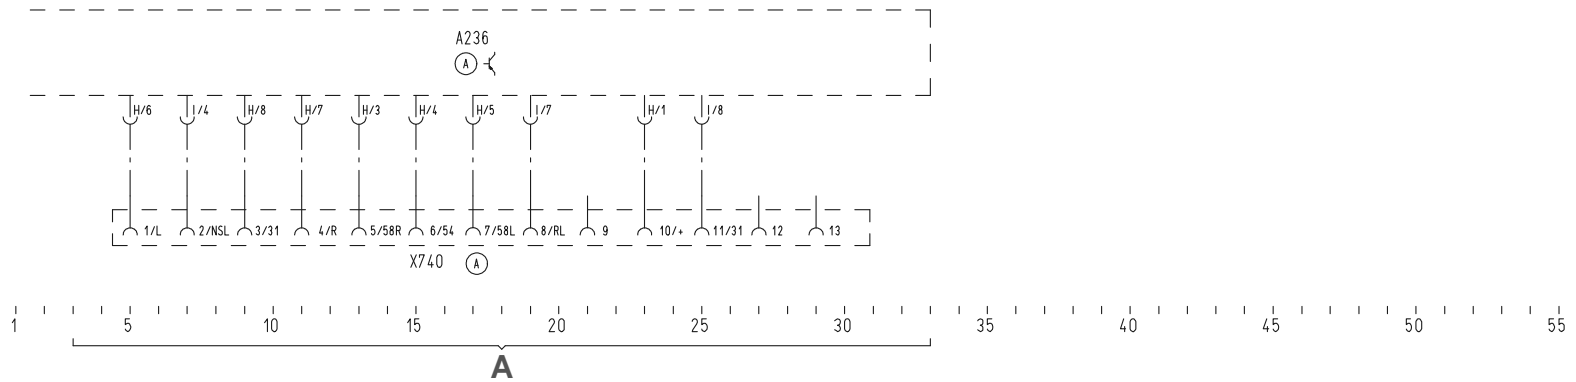 A236
A
H/6 I/4 H/8 H/7 H/3 H/4 H/5 I/7 H/1 I/8
1/L 2/NSL 3/31 4/R 5/58R 6/54 7/58L 8/RL 9 10/+ 11/31 12 13
X740 A
1 5 10 15 20 25 30 35 40 45 50 55
A